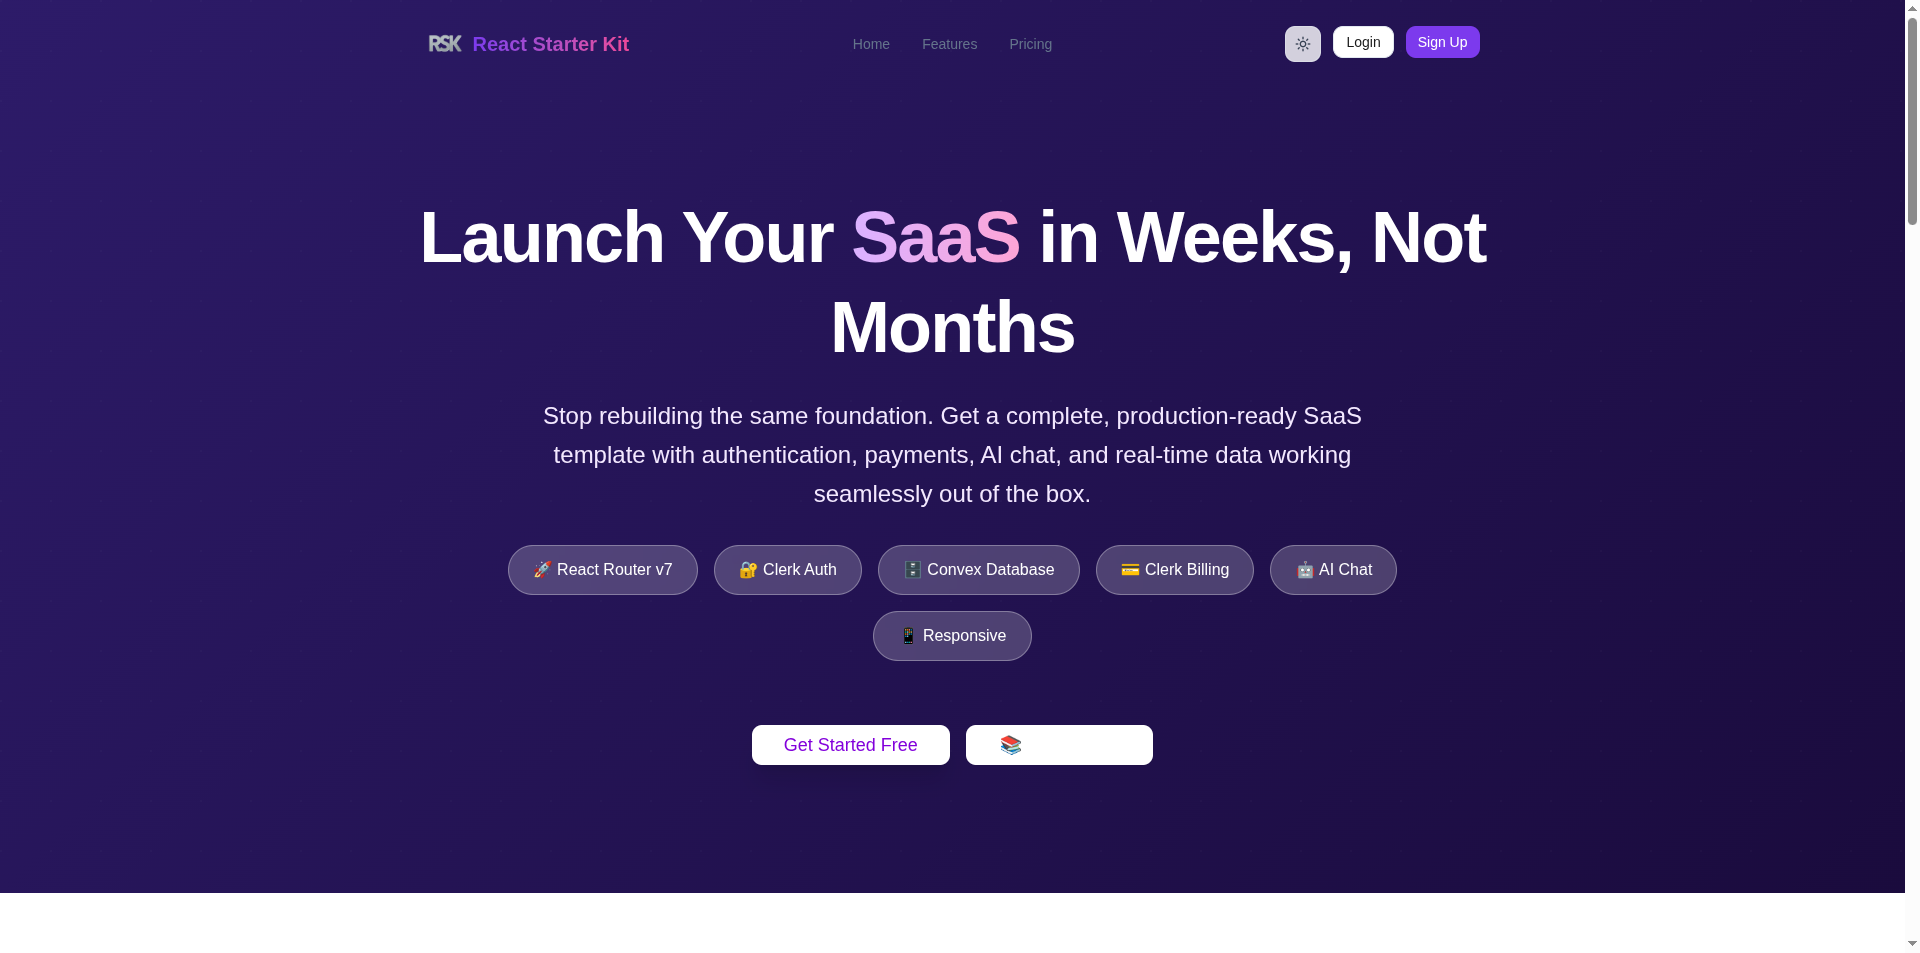 RSK React Starter Kit
Home
Features
Pricing
Login
Sign Up
Launch Your SaaS in Weeks, Not
Months
Stop rebuilding the same foundation. Get a complete, production-ready SaaS
template with authentication, payments, AI chat, and real-time data working
seamlessly out of the box.
🚀 React Router v7
🔐 Clerk Auth
🗄️ Convex Database
💳 Clerk Billing
🤖 AI Chat
📱 Responsive
Get Started Free
📚